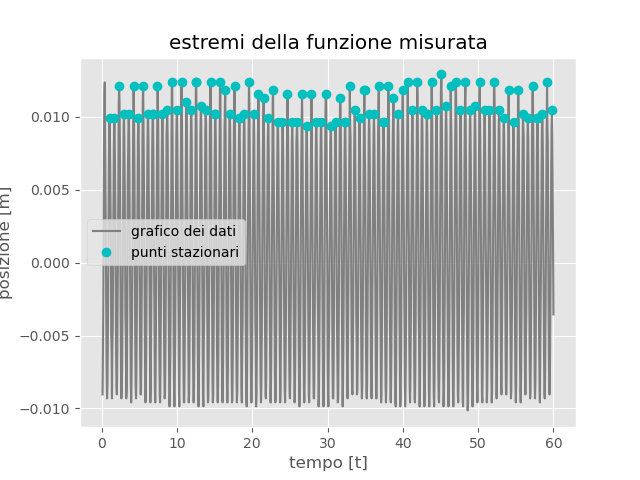 estremi della funzione misurata
0.010
0.005
0.000
−0.005
−0.010
posizione [m]
grafico dei dati
punti stazionari
0
10
20
30
40
50
60
tempo [t]